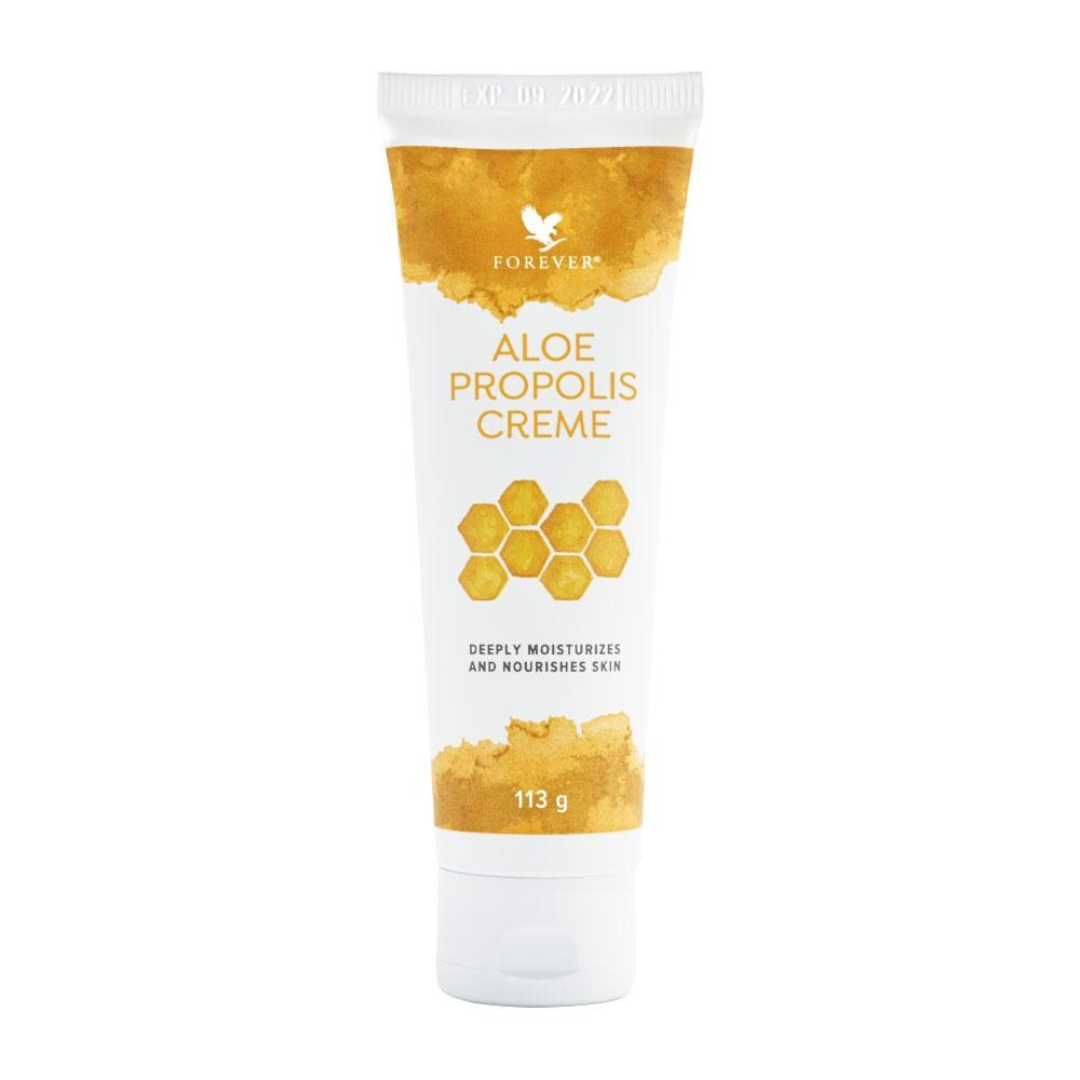 EXP 09 2022
FOREVER®
ALOE
PROPOLIS
CREME
DEEPLY MOISTURIZES
AND NOURISHES SKIN
113 g